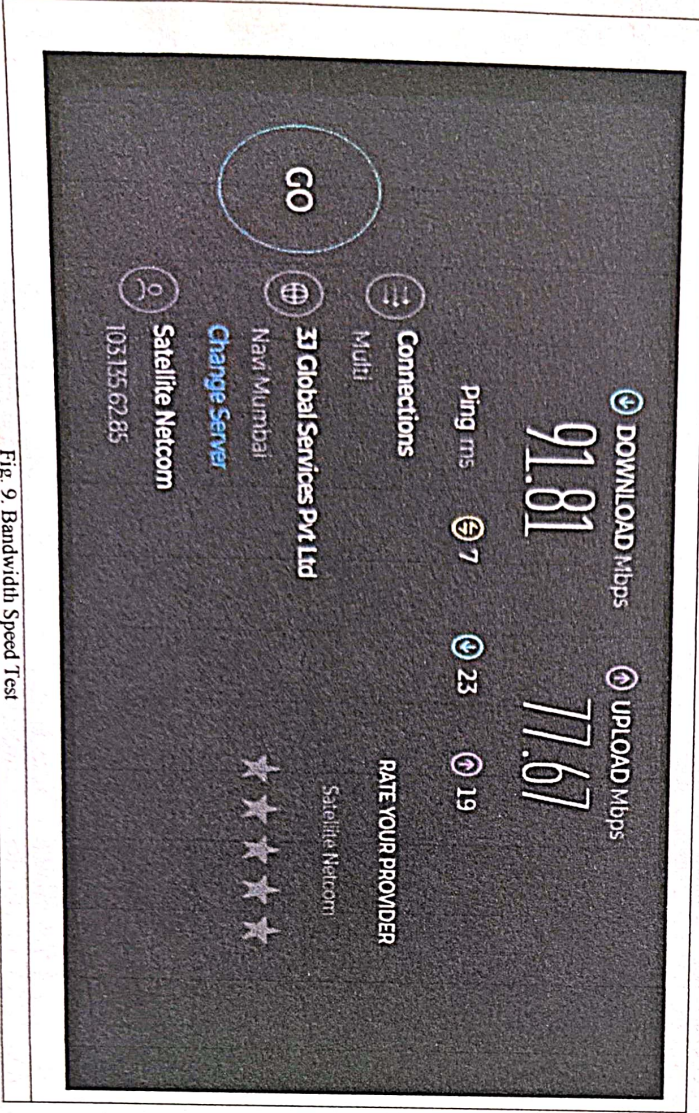 DOWNLOAD Mbps
91.81
UPLOAD Mbps
77.67
Ping ms 7 23 19
GO
Connections
Multi
3J Global Services Pvt Ltd
Navi Mumbai
Change Server
Satellite Netcom
103.135.62.85
RATE YOUR PROVIDER
Satellite Netcom
Fig. 9. Bandwidth Speed Test